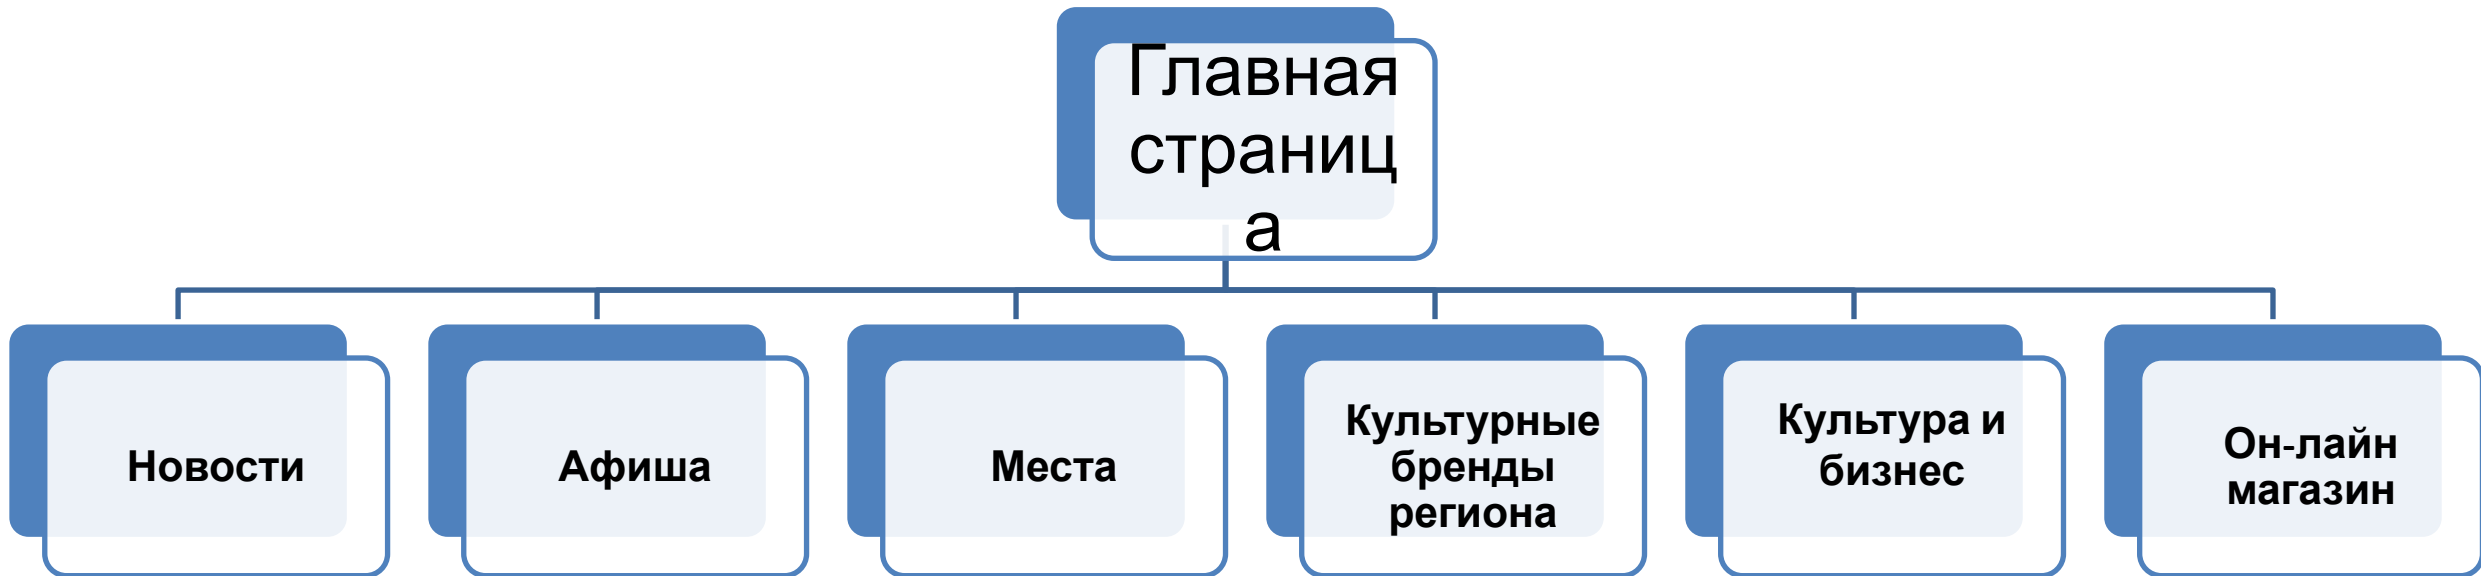 Главная
страниц
а
Новости
Афиша
Места
Культурные
бренды
региона
Культура и
бизнес
Он-лайн
магазин